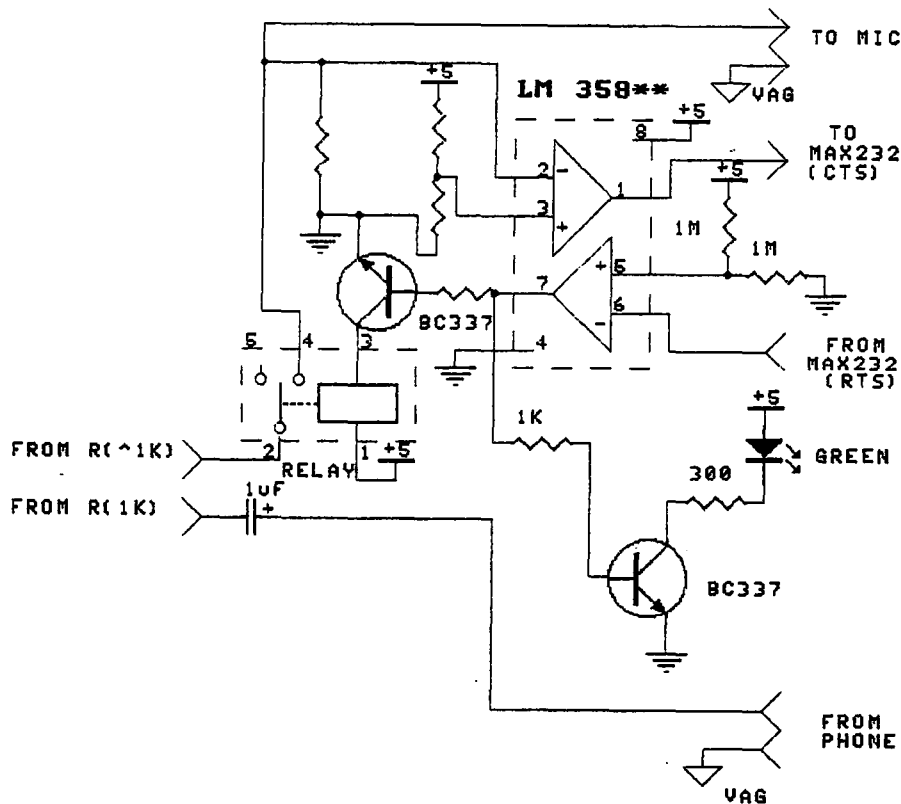 TO MIC
+5
LM 358**
VAG
+5
8
TO
MAX232
(CTS)
+5
2
-
1
3
+
1M
1M
+
5
7
BC337
6
-
4
5
4
3
FROM
MAX232
(RTS)
+5
1K
FROM R(^1K)
2
1
+5
RELAY
GREEN
300
1uF
+
FROM R(1K)
BC337
FROM
PHONE
VAG